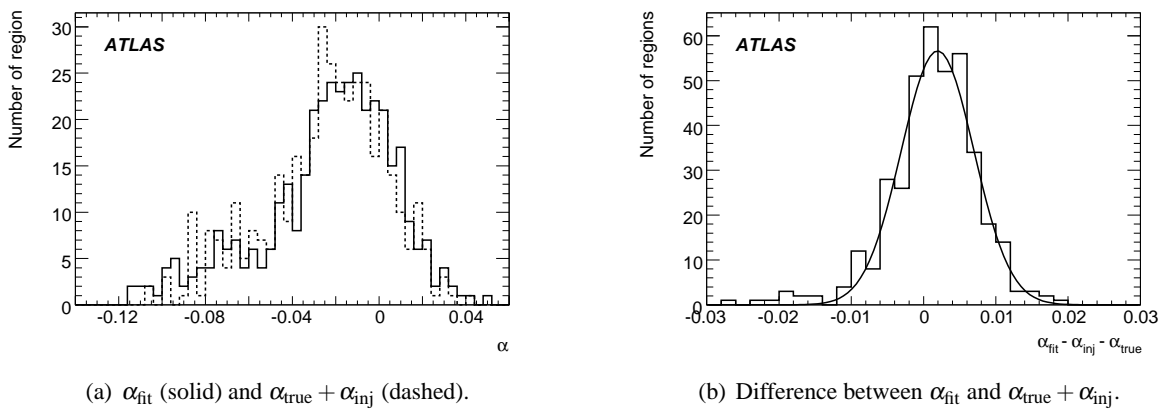 Number of region
ATLAS
30
25
20
15
10
5
0
-0.12 -0.08 -0.04 0 0.04
α
(a) α_fit (solid) and α_true + α_inj (dashed).
Number of regions
ATLAS
60
50
40
30
20
10
0
-0.03 -0.02 -0.01 0 0.01 0.02 0.03
α_fit - α_inj - α_true
(b) Difference between α_fit and α_true + α_inj.